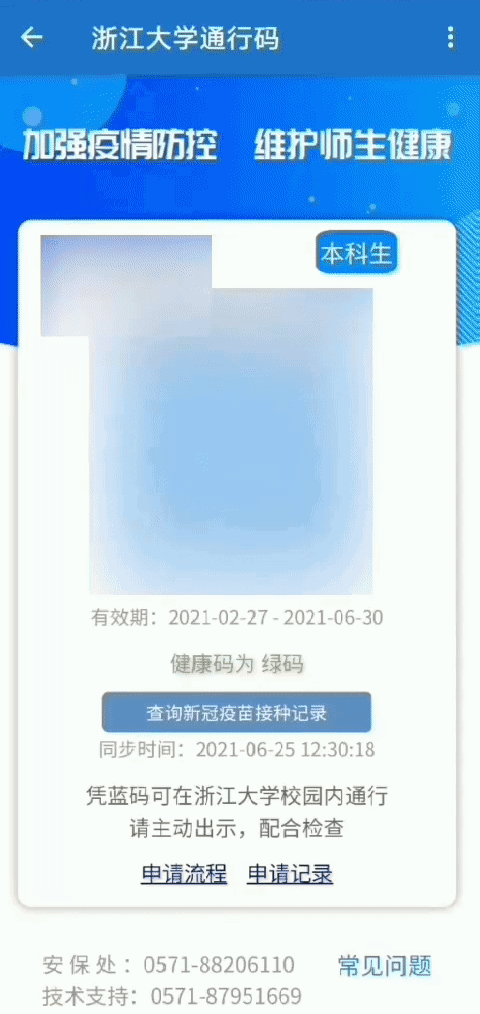 浙江大学通行码
加强疫情防控 维护师生健康
本科生
有效期：2021-02-27 - 2021-06-30
健康码为 绿码
查询新冠疫苗接种记录
同步时间：2021-06-25 12:30:18
凭蓝码可在浙江大学校园内通行
请主动出示，配合检查
申请流程 申请记录
安 保 处 ：0571-88206110 常见问题
技术支持：0571-87951669